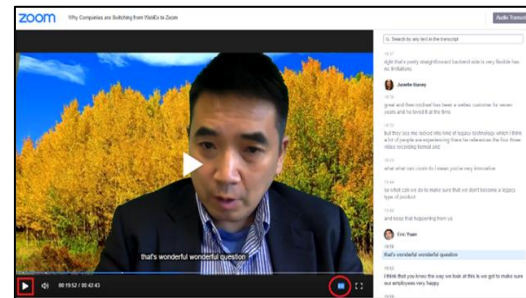 zoom
Why Companies are Switching from WebEx to Zoom
Audio Transcript
Search by any text in the transcript
right that's pretty straightforward backend side is very flexible has
no limitations
Janelle Raney
great and then michael has been a webex customer for seven
years and he loved it at the time
But they see me locked into kind of legacy technology which I think
a lot of people are experiencing there he references the four three
video recording format and
what what can zoom do I mean you're very innovative
so what can we do to make sure that we don't become a legacy
type of product
and keep that happening from us
Eric Yuan
that's wonderful wonderful question
I think that you know the way we look at this is we got to make sure
our employees very happy
that's wonderful wonderful question
00:19:52 / 00:42:43